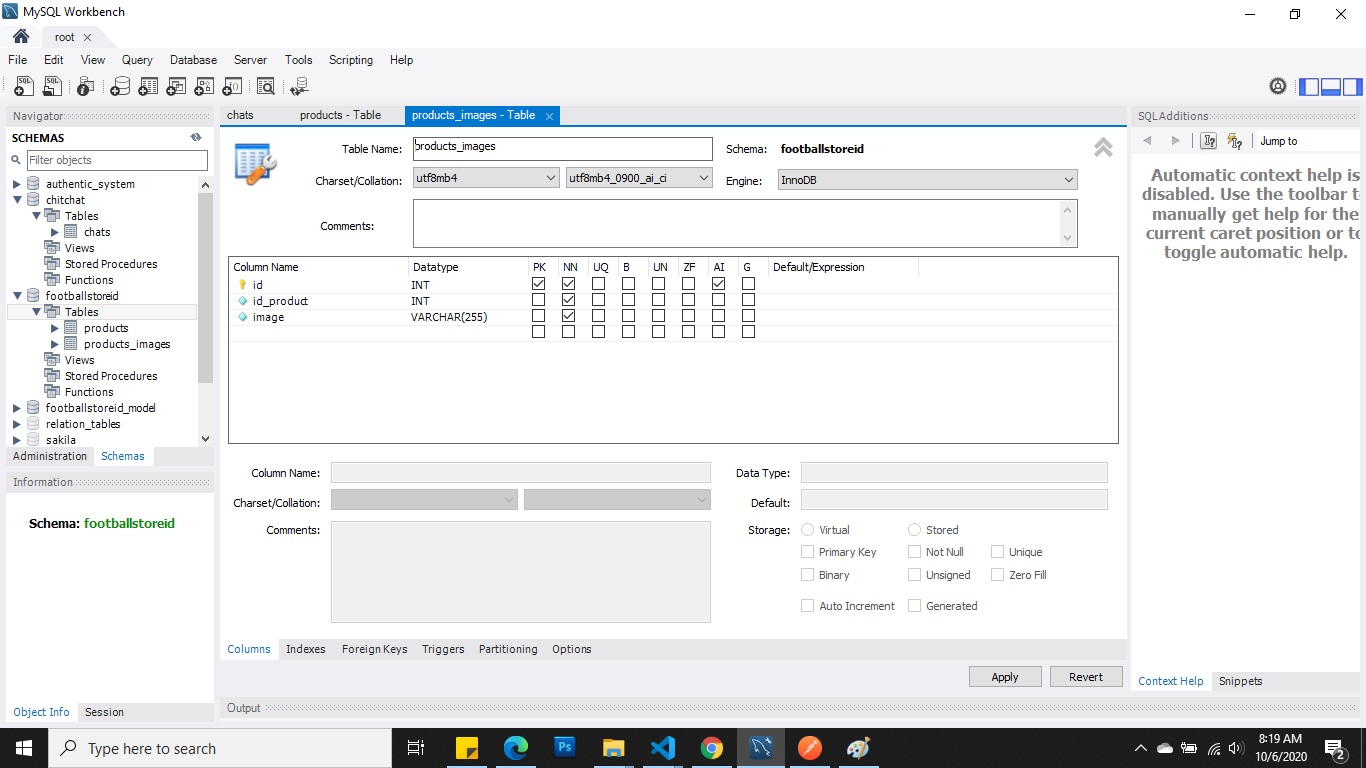 MySQL Workbench
root
File Edit View Query Database Server Tools Scripting Help
Navigator
SCHEMAS
Filter objects
authentic_system
chitchat
Tables
chats
Views
Stored Procedures
Functions
footballstoreid
Tables
products
products_images
Views
Stored Procedures
Functions
footballstoreid_model
relation_tables
sakila
Administration Schemas
Information
Schema: footballstoreid
Object Info Session
chats products - Table products_images - Table
Table Name: products_images Schema: footballstoreid
Charset/Collation: utf8mb4 utf8mb4_0900_ai_ci Engine: InnoDB
Comments:
Column Name Datatype PK NN UQ B UN ZF AI G Default/Expression
id INT
id_product INT
image VARCHAR(255)
Column Name: Data Type:
Charset/Collation: Default:
Comments: Storage: Virtual Stored
Primary Key Not Null Unique
Binary Unsigned Zero Fill
Auto Increment Generated
Columns Indexes Foreign Keys Triggers Partitioning Options
Apply Revert
Output
SQLAdditions
Jump to
Automatic context help is
disabled. Use the toolbar t
manually get help for the
current caret position or to
toggle automatic help.
Context Help Snippets
Type here to search
Ps
8:19 AM
10/6/2020
2